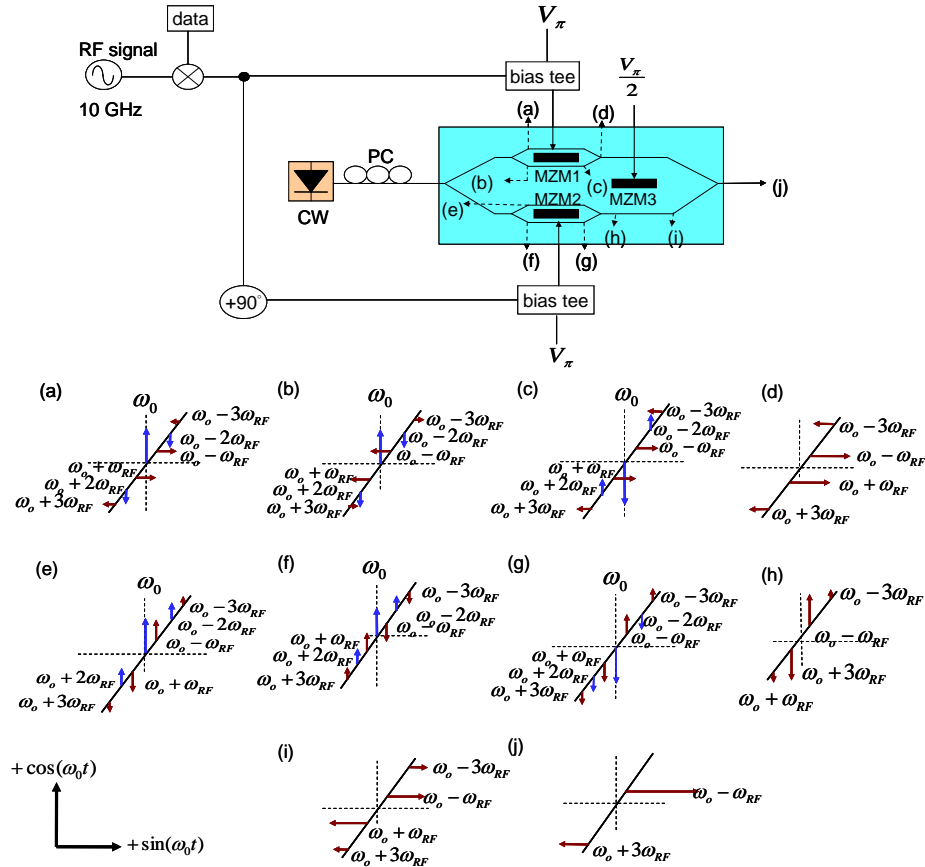 data
V_π
RF signal
10 GHz
bias tee
V_π/2
(a)
(d)
PC
MZM1
(b)
(c)
(j)
MZM3
MZM2
(e)
CW
(h)
(i)
(f)
(g)
+90°
bias tee
V_π
(a)
ω_0
ω_o − 3ω_RF
ω_o − 2ω_RF
ω_o − ω_RF
ω_o + ω_RF
ω_o + 2ω_RF
ω_o + 3ω_RF
(b)
ω_0
ω_o − 3ω_RF
ω_o − 2ω_RF
ω_o − ω_RF
ω_o + ω_RF
ω_o + 2ω_RF
ω_o + 3ω_RF
(c)
ω_0
ω_o − 3ω_RF
ω_o − 2ω_RF
ω_o − ω_RF
ω_o + ω_RF
ω_o + 2ω_RF
ω_o + 3ω_RF
(d)
ω_o − 3ω_RF
ω_o − ω_RF
ω_o + ω_RF
ω_o + 3ω_RF
(e)
ω_0
ω_o − 3ω_RF
ω_o − 2ω_RF
ω_o − ω_RF
ω_o + 2ω_RF
ω_o + ω_RF
ω_o + 3ω_RF
(f)
ω_0
ω_o − 3ω_RF
ω_o − 2ω_RF
ω_o − ω_RF
ω_o + ω_RF
ω_o + 2ω_RF
ω_o + 3ω_RF
(g)
ω_0
ω_o − 3ω_RF
ω_o − 2ω_RF
ω_o − ω_RF
ω_o + ω_RF
ω_o + 2ω_RF
ω_o + 3ω_RF
(h)
ω_o − 3ω_RF
ω_o − ω_RF
ω_o + 3ω_RF
ω_o + ω_RF
+ cos(ω_0 t)
+ sin(ω_0 t)
(i)
ω_o − 3ω_RF
ω_o − ω_RF
ω_o + ω_RF
ω_o + 3ω_RF
(j)
ω_o − ω_RF
ω_o + 3ω_RF